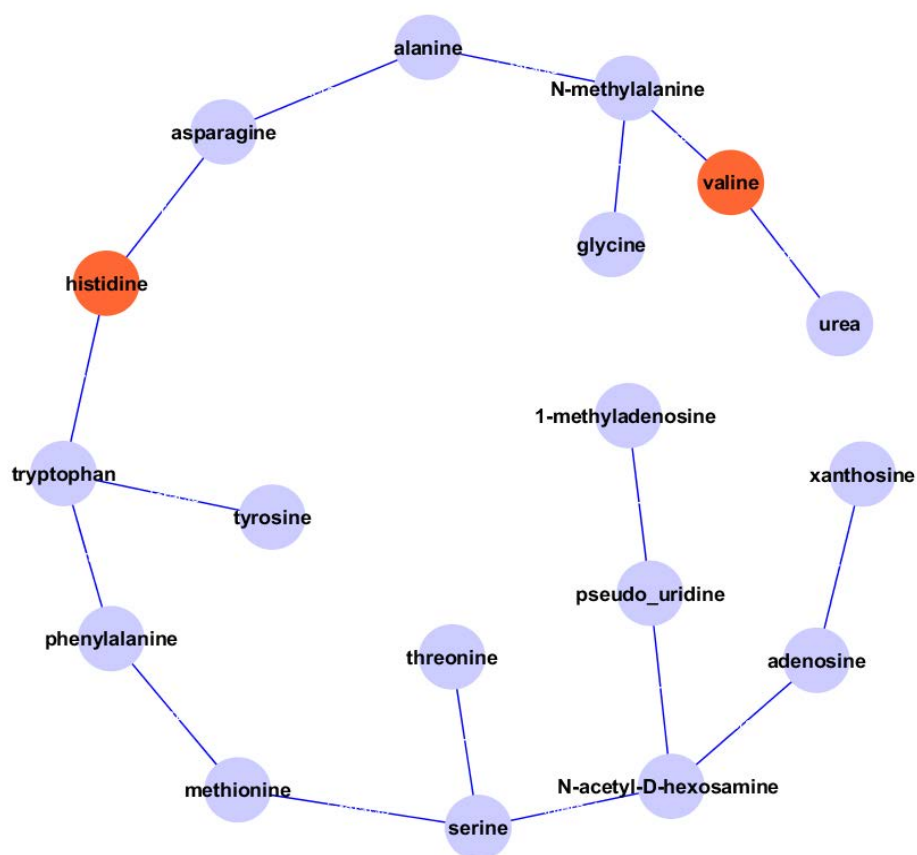 alanine
N-methylalanine
asparagine
valine
glycine
histidine
urea
1-methyladenosine
tryptophan
xanthosine
tyrosine
pseudo_uridine
phenylalanine
threonine
adenosine
methionine
N-acetyl-D-hexosamine
serine